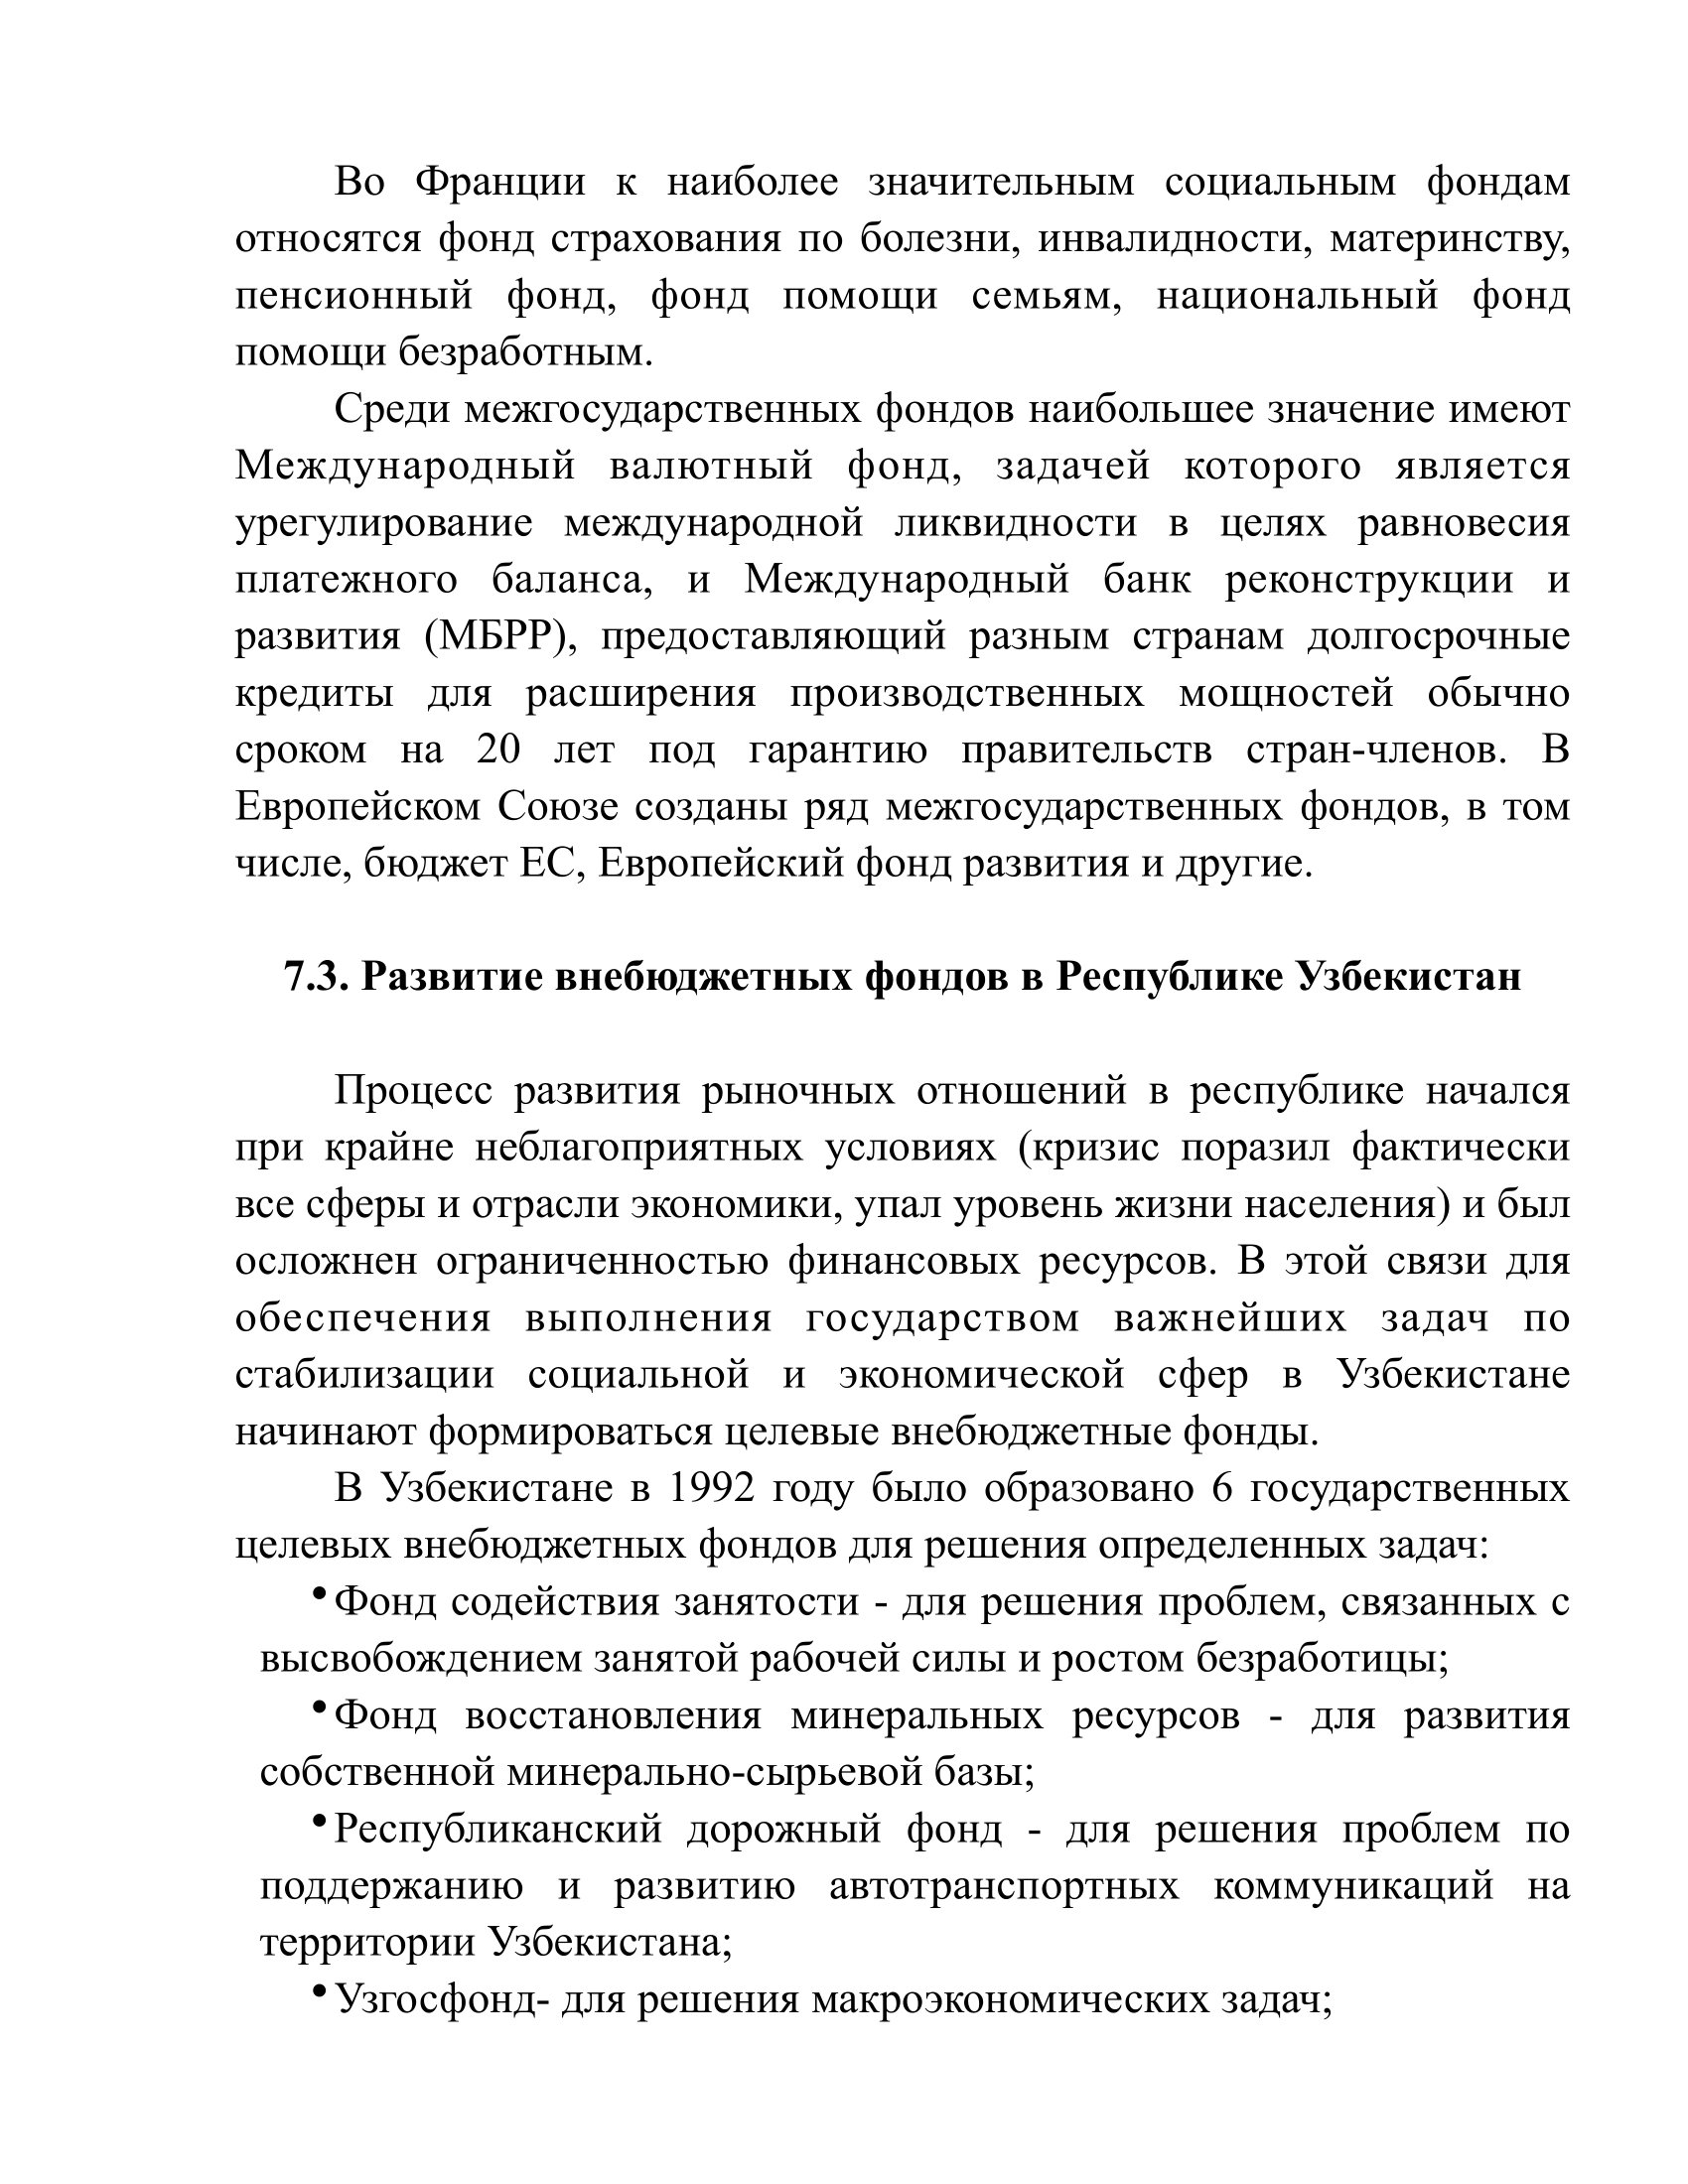 Во Франции к наиболее значительным социальным фондам
относятся фонд страхования по болезни, инвалидности, материнству,
пенсионный фонд, фонд помощи семьям, национальный фонд
помощи безработным.
Среди межгосударственных фондов наибольшее значение имеют
Международный валютный фонд, задачей которого является
урегулирование международной ликвидности в целях равновесия
платежного баланса, и Международный банк реконструкции и
развития (МБРР), предоставляющий разным странам долгосрочные
кредиты для расширения производственных мощностей обычно
сроком на 20 лет под гарантию правительств стран-членов. В
Европейском Союзе созданы ряд межгосударственных фондов, в том
числе, бюджет ЕС, Европейский фонд развития и другие.
7.3. Развитие внебюджетных фондов в Республике Узбекистан
Процесс развития рыночных отношений в республике начался
при крайне неблагоприятных условиях (кризис поразил фактически
все сферы и отрасли экономики, упал уровень жизни населения) и был
осложнен ограниченностью финансовых ресурсов. В этой связи для
обеспечения выполнения государством важнейших задач по
стабилизации социальной и экономической сфер в Узбекистане
начинают формироваться целевые внебюджетные фонды.
В Узбекистане в 1992 году было образовано 6 государственных
целевых внебюджетных фондов для решения определенных задач:
•Фонд содействия занятости - для решения проблем, связанных с
высвобождением занятой рабочей силы и ростом безработицы;
•Фонд восстановления минеральных ресурсов - для развития
собственной минерально-сырьевой базы;
•Республиканский дорожный фонд - для решения проблем по
поддержанию и развитию автотранспортных коммуникаций на
территории Узбекистана;
•Узгосфонд- для решения макроэкономических задач;